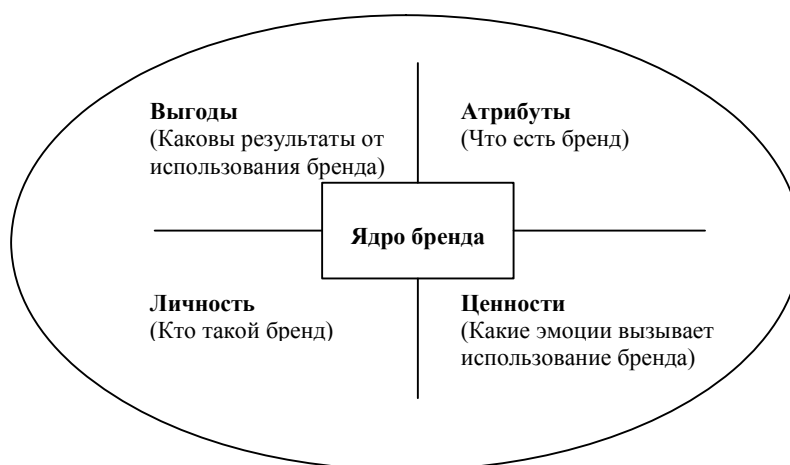 Выгоды
(Каковы результаты от
использования бренда)
Атрибуты
(Что есть бренд)
Ядро бренда
Личность
(Кто такой бренд)
Ценности
(Какие эмоции вызывает
использование бренда)